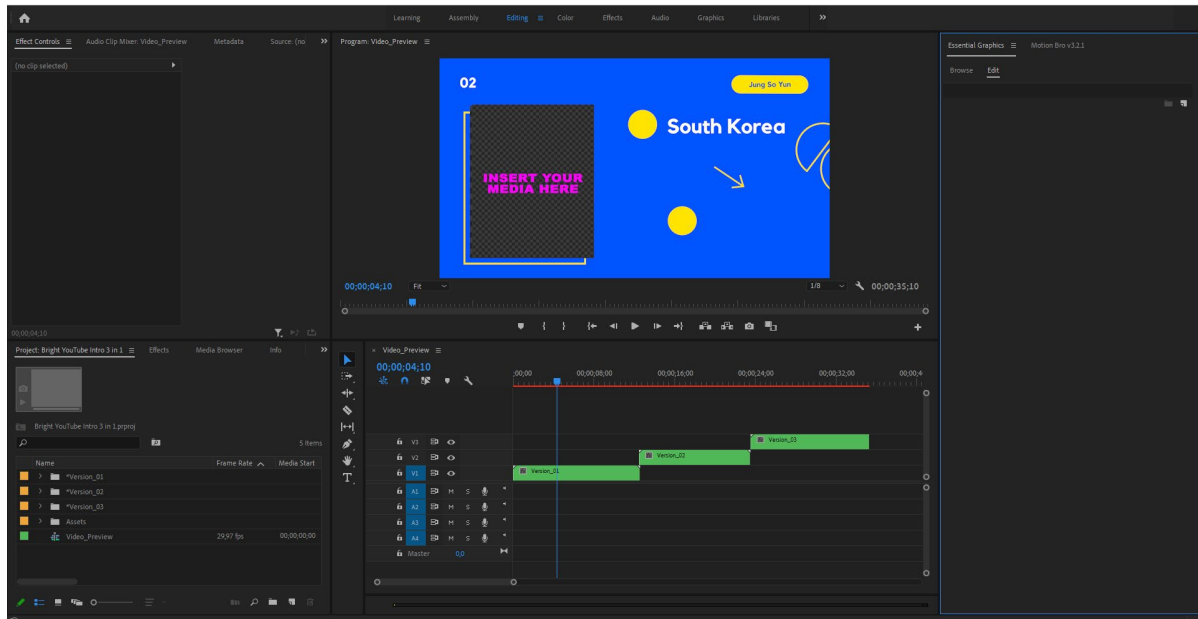 Learning Assembly Editing Color Effects Audio Graphics Libraries
Effect Controls Audio Clip Mixer: Video_Preview Metadata Source: (no
Program: Video_Preview
Essential Graphics Motion Bro v3.2.1
(no clip selected)
Browse Edit
02
Jung So Yun
South Korea
INSERT YOUR
MEDIA HERE
00;00;04;10 Fit 1/8 00;00;35;10
00;00;04;10
Project: Bright YouTube Intro 3 in 1 Effects Media Browser Info
Bright YouTube Intro 3 in 1.prproj
5 Items
Name Frame Rate Media Start
*Version_01
*Version_02
*Version_03
Assets
Video_Preview 29,97 fps 00;00;00;00
× Video_Preview
00;00;04;10
;00;00 00;00;08;00 00;00;16;00 00;00;24;00 00;00;32;00 00;00;4
V3 Version_03
V2 Version_02
V1 Version_01
A1 M S
A2 M S
A3 M S
A4 M S
Master 0,0